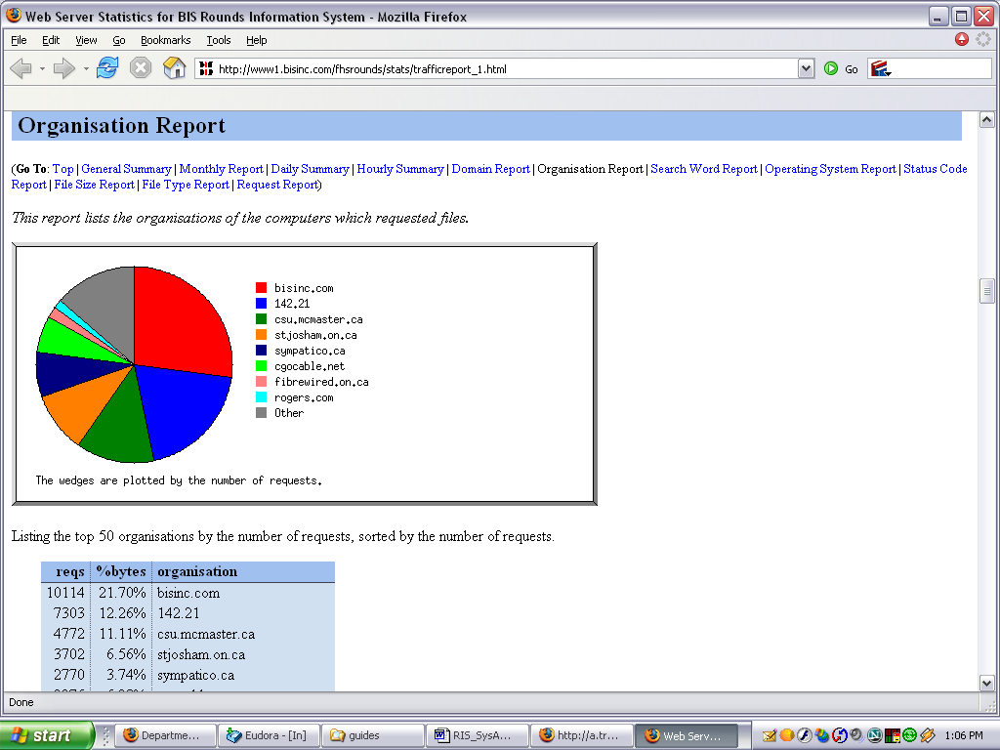 Web Server Statistics for BIS Rounds Information System - Mozilla Firefox
File Edit View Go Bookmarks Tools Help
http://www1.bisinc.com/fhsrounds/stats/trafficreport_1.html Go
Organisation Report
(Go To: Top | General Summary | Monthly Report | Daily Summary | Hourly Summary | Domain Report | Organisation Report | Search Word Report | Operating System Report | Status Code
Report | File Size Report | File Type Report | Request Report)
This report lists the organisations of the computers which requested files.
bisinc.com
142.21
csu.mcmaster.ca
stjosham.on.ca
sympatico.ca
cgocable.net
fibrewired.on.ca
rogers.com
Other
The wedges are plotted by the number of requests.
Listing the top 50 organisations by the number of requests, sorted by the number of requests.
reqs %bytes organisation
10114 21.70% bisinc.com
7303 12.26% 142.21
4772 11.11% csu.mcmaster.ca
3702 6.56% stjosham.on.ca
2770 3.74% sympatico.ca
Done
start Departme... Eudora - [In] guides RIS_SysA... http://a.tr... Web Serv... 1:06 PM